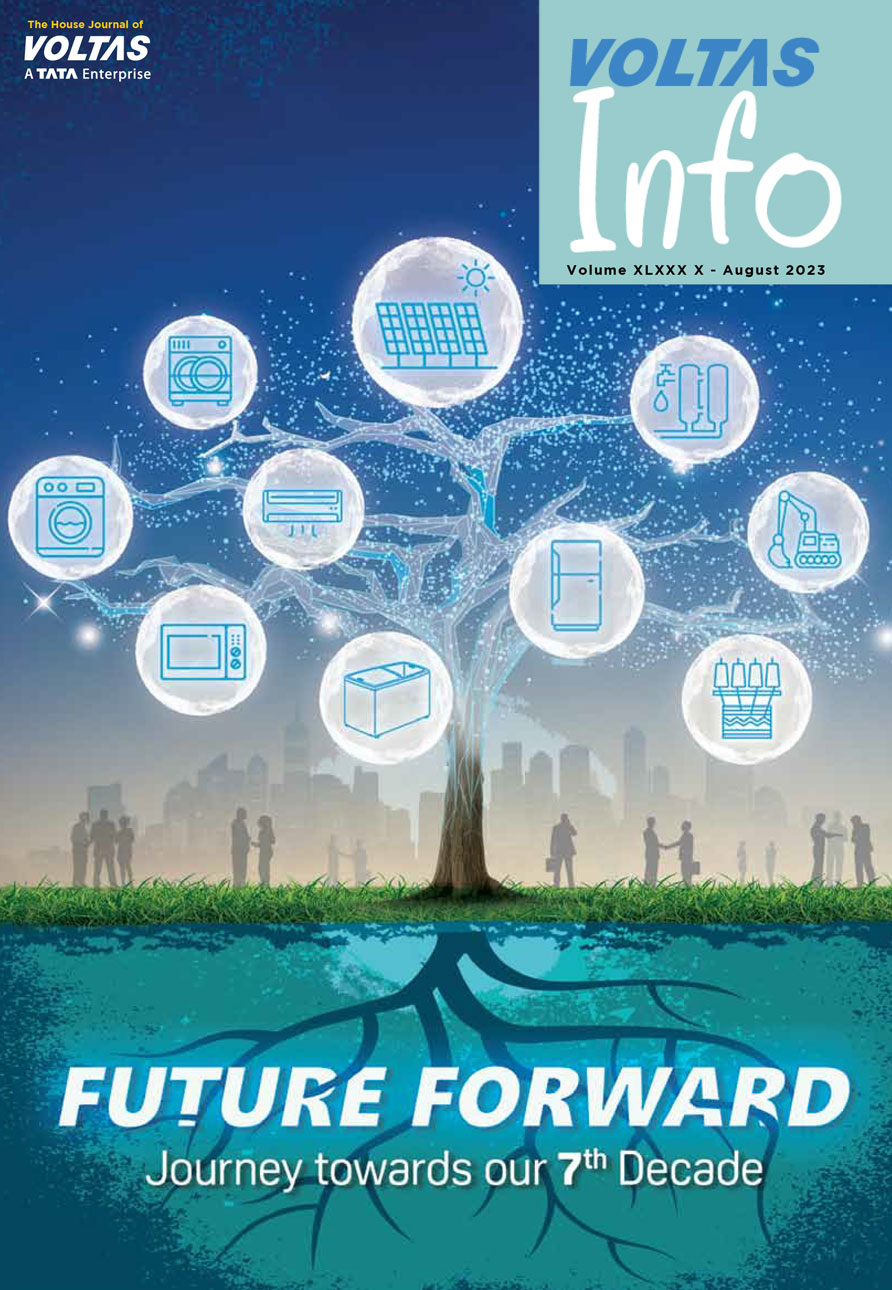 The House Journal of
VOLTAS
A TATA Enterprise
VOLTAS
Info
Volume XLXXX X - August 2023
FUTURE FORWARD
Journey towards our 7th Decade